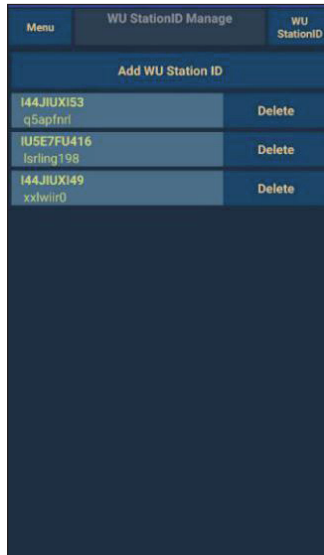 Menu
WU StationID Manage
WU
StationID
Add WU Station ID
I44JIUXI53
Delete
q5apfnrl
IU5E7FU416
Delete
lsrling198
I44JIUXI49
Delete
xxlwiir0